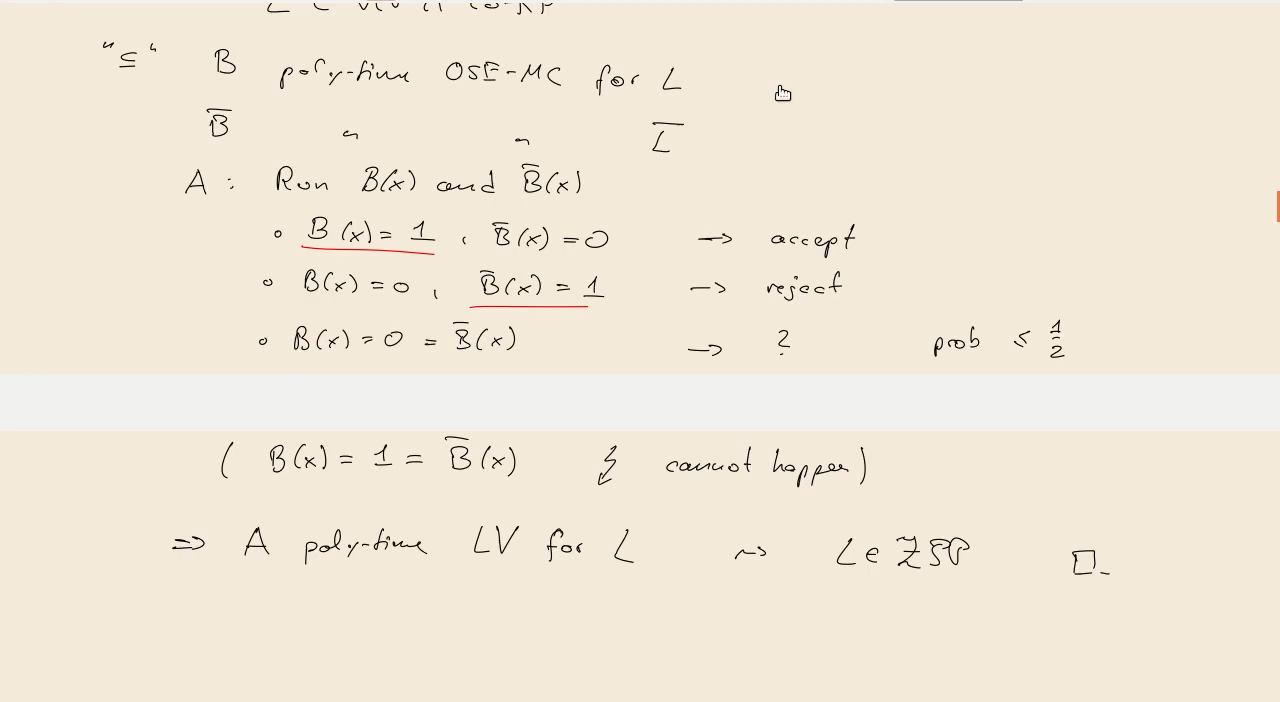 "⊆" B poly-time OSE-MC for L
B̅ " " L̅
A : Run B(x) and B̅(x)
∘ B(x) = 1 , B̅(x) = 0 → accept
∘ B(x) = 0 , B̅(x) = 1 → reject
∘ B(x) = 0 = B̅(x) → ? prob ≤ 1/2
( B(x) = 1 = B̅(x) ↯ cannot happen )
⇒ A poly-time LV for L ⇝ L ∈ ZPP □.